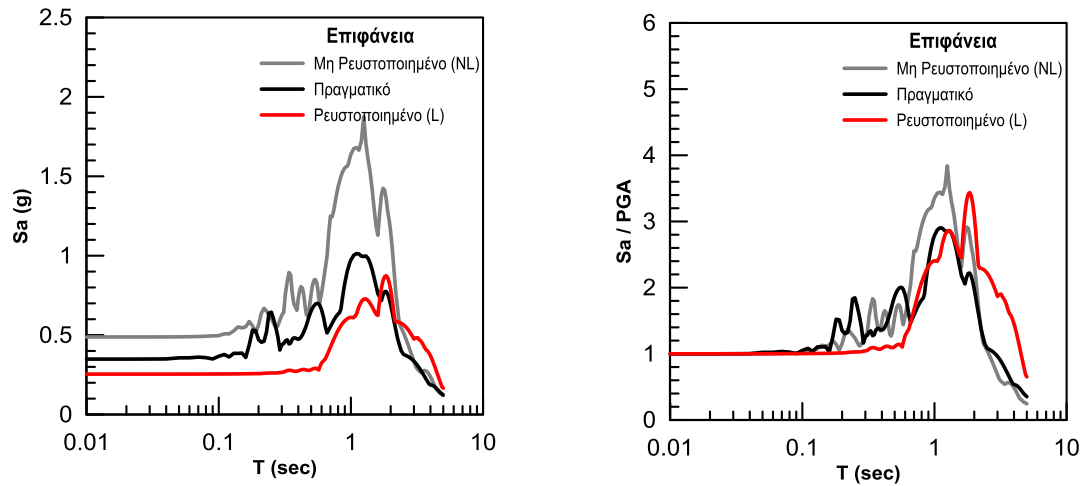 Επιφάνεια
Μη Ρευστοποιημένο (NL)
Πραγματικό
Ρευστοποιημένο (L)
Sa (g)
2.5
2
1.5
1
0.5
0
0.01
0.1
1
10
T (sec)
Επιφάνεια
Μη Ρευστοποιημένο (NL)
Πραγματικό
Ρευστοποιημένο (L)
Sa / PGA
6
5
4
3
2
1
0
0.01
0.1
1
10
T (sec)